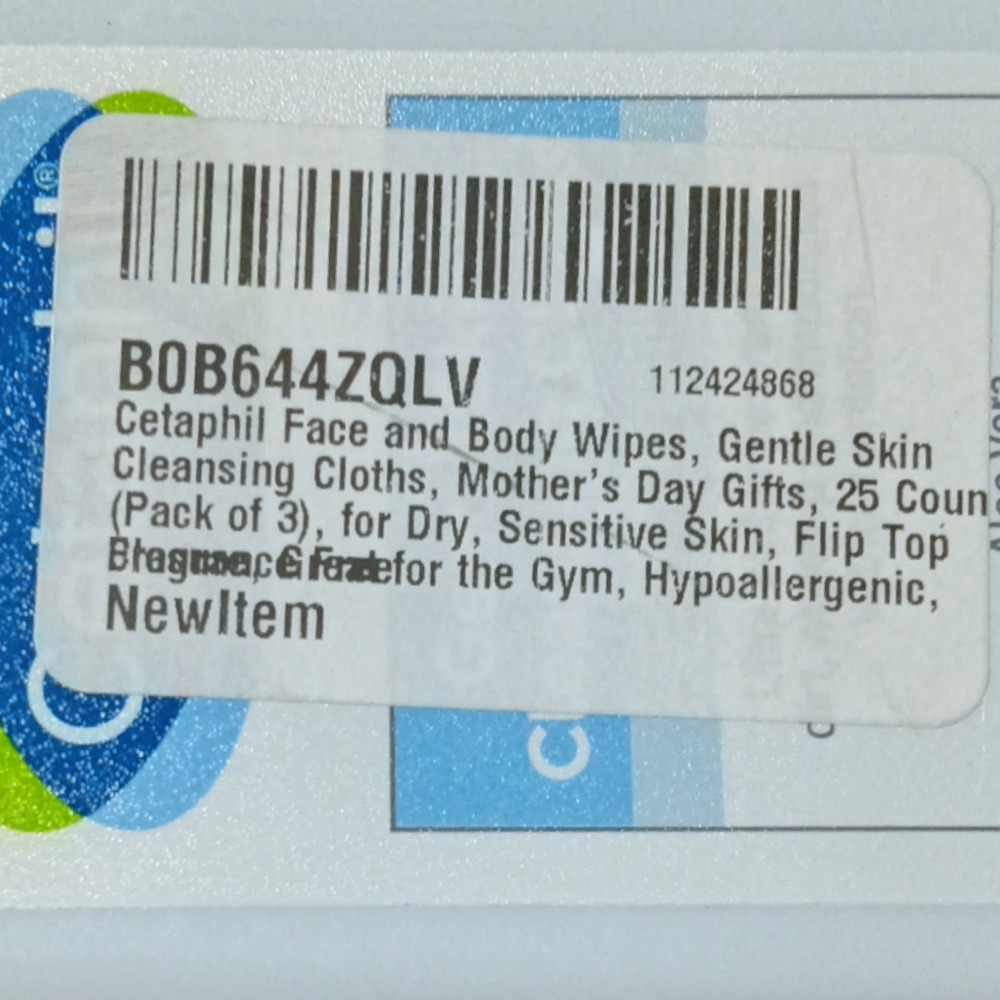 B0B644ZQLV 112424868
Cetaphil Face and Body Wipes, Gentle Skin
Cleansing Cloths, Mother's Day Gifts, 25 Coun
(Pack of 3), for Dry, Sensitive Skin, Flip Top
for the Gym, Hypoallergenic,
NewItem